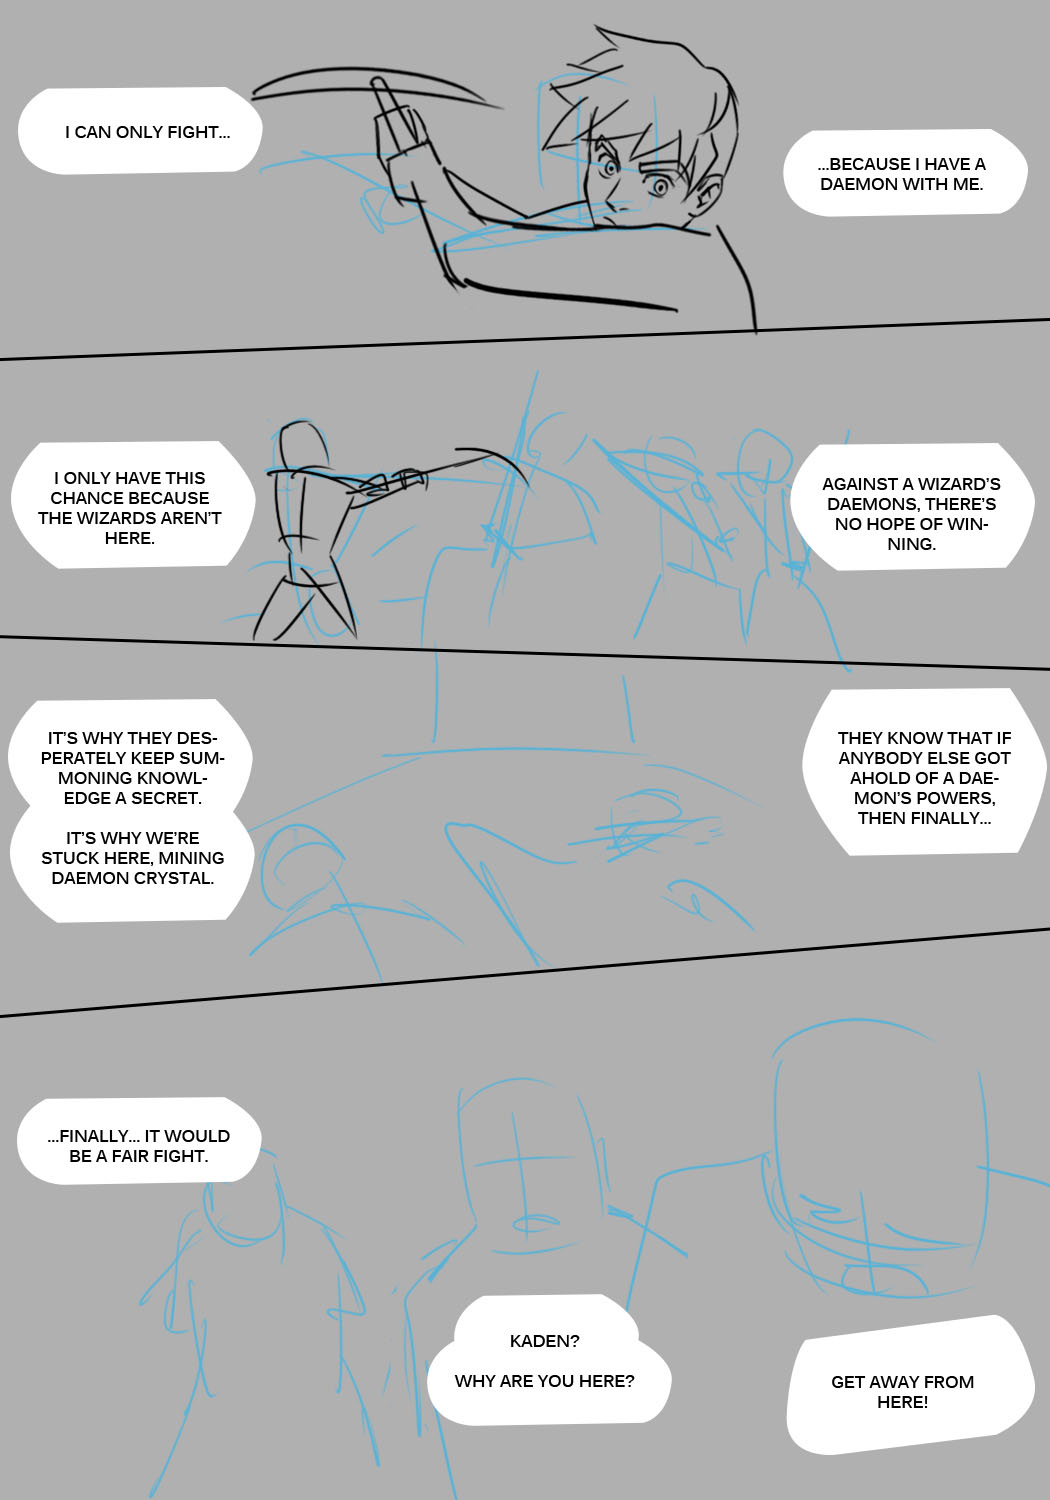 I CAN ONLY FIGHT...
...BECAUSE I HAVE A
DAEMON WITH ME.
I ONLY HAVE THIS
CHANCE BECAUSE
THE WIZARDS AREN'T
HERE.
AGAINST A WIZARD'S
DAEMONS, THERE'S
NO HOPE OF WIN-
NING.
IT'S WHY THEY DES-
PERATELY KEEP SUM-
MONING KNOWL-
EDGE A SECRET.
IT'S WHY WE'RE
STUCK HERE, MINING
DAEMON CRYSTAL.
THEY KNOW THAT IF
ANYBODY ELSE GOT
AHOLD OF A DAE-
MON'S POWERS,
THEN FINALLY...
...FINALLY... IT WOULD
BE A FAIR FIGHT.
KADEN?
WHY ARE YOU HERE?
GET AWAY FROM
HERE!